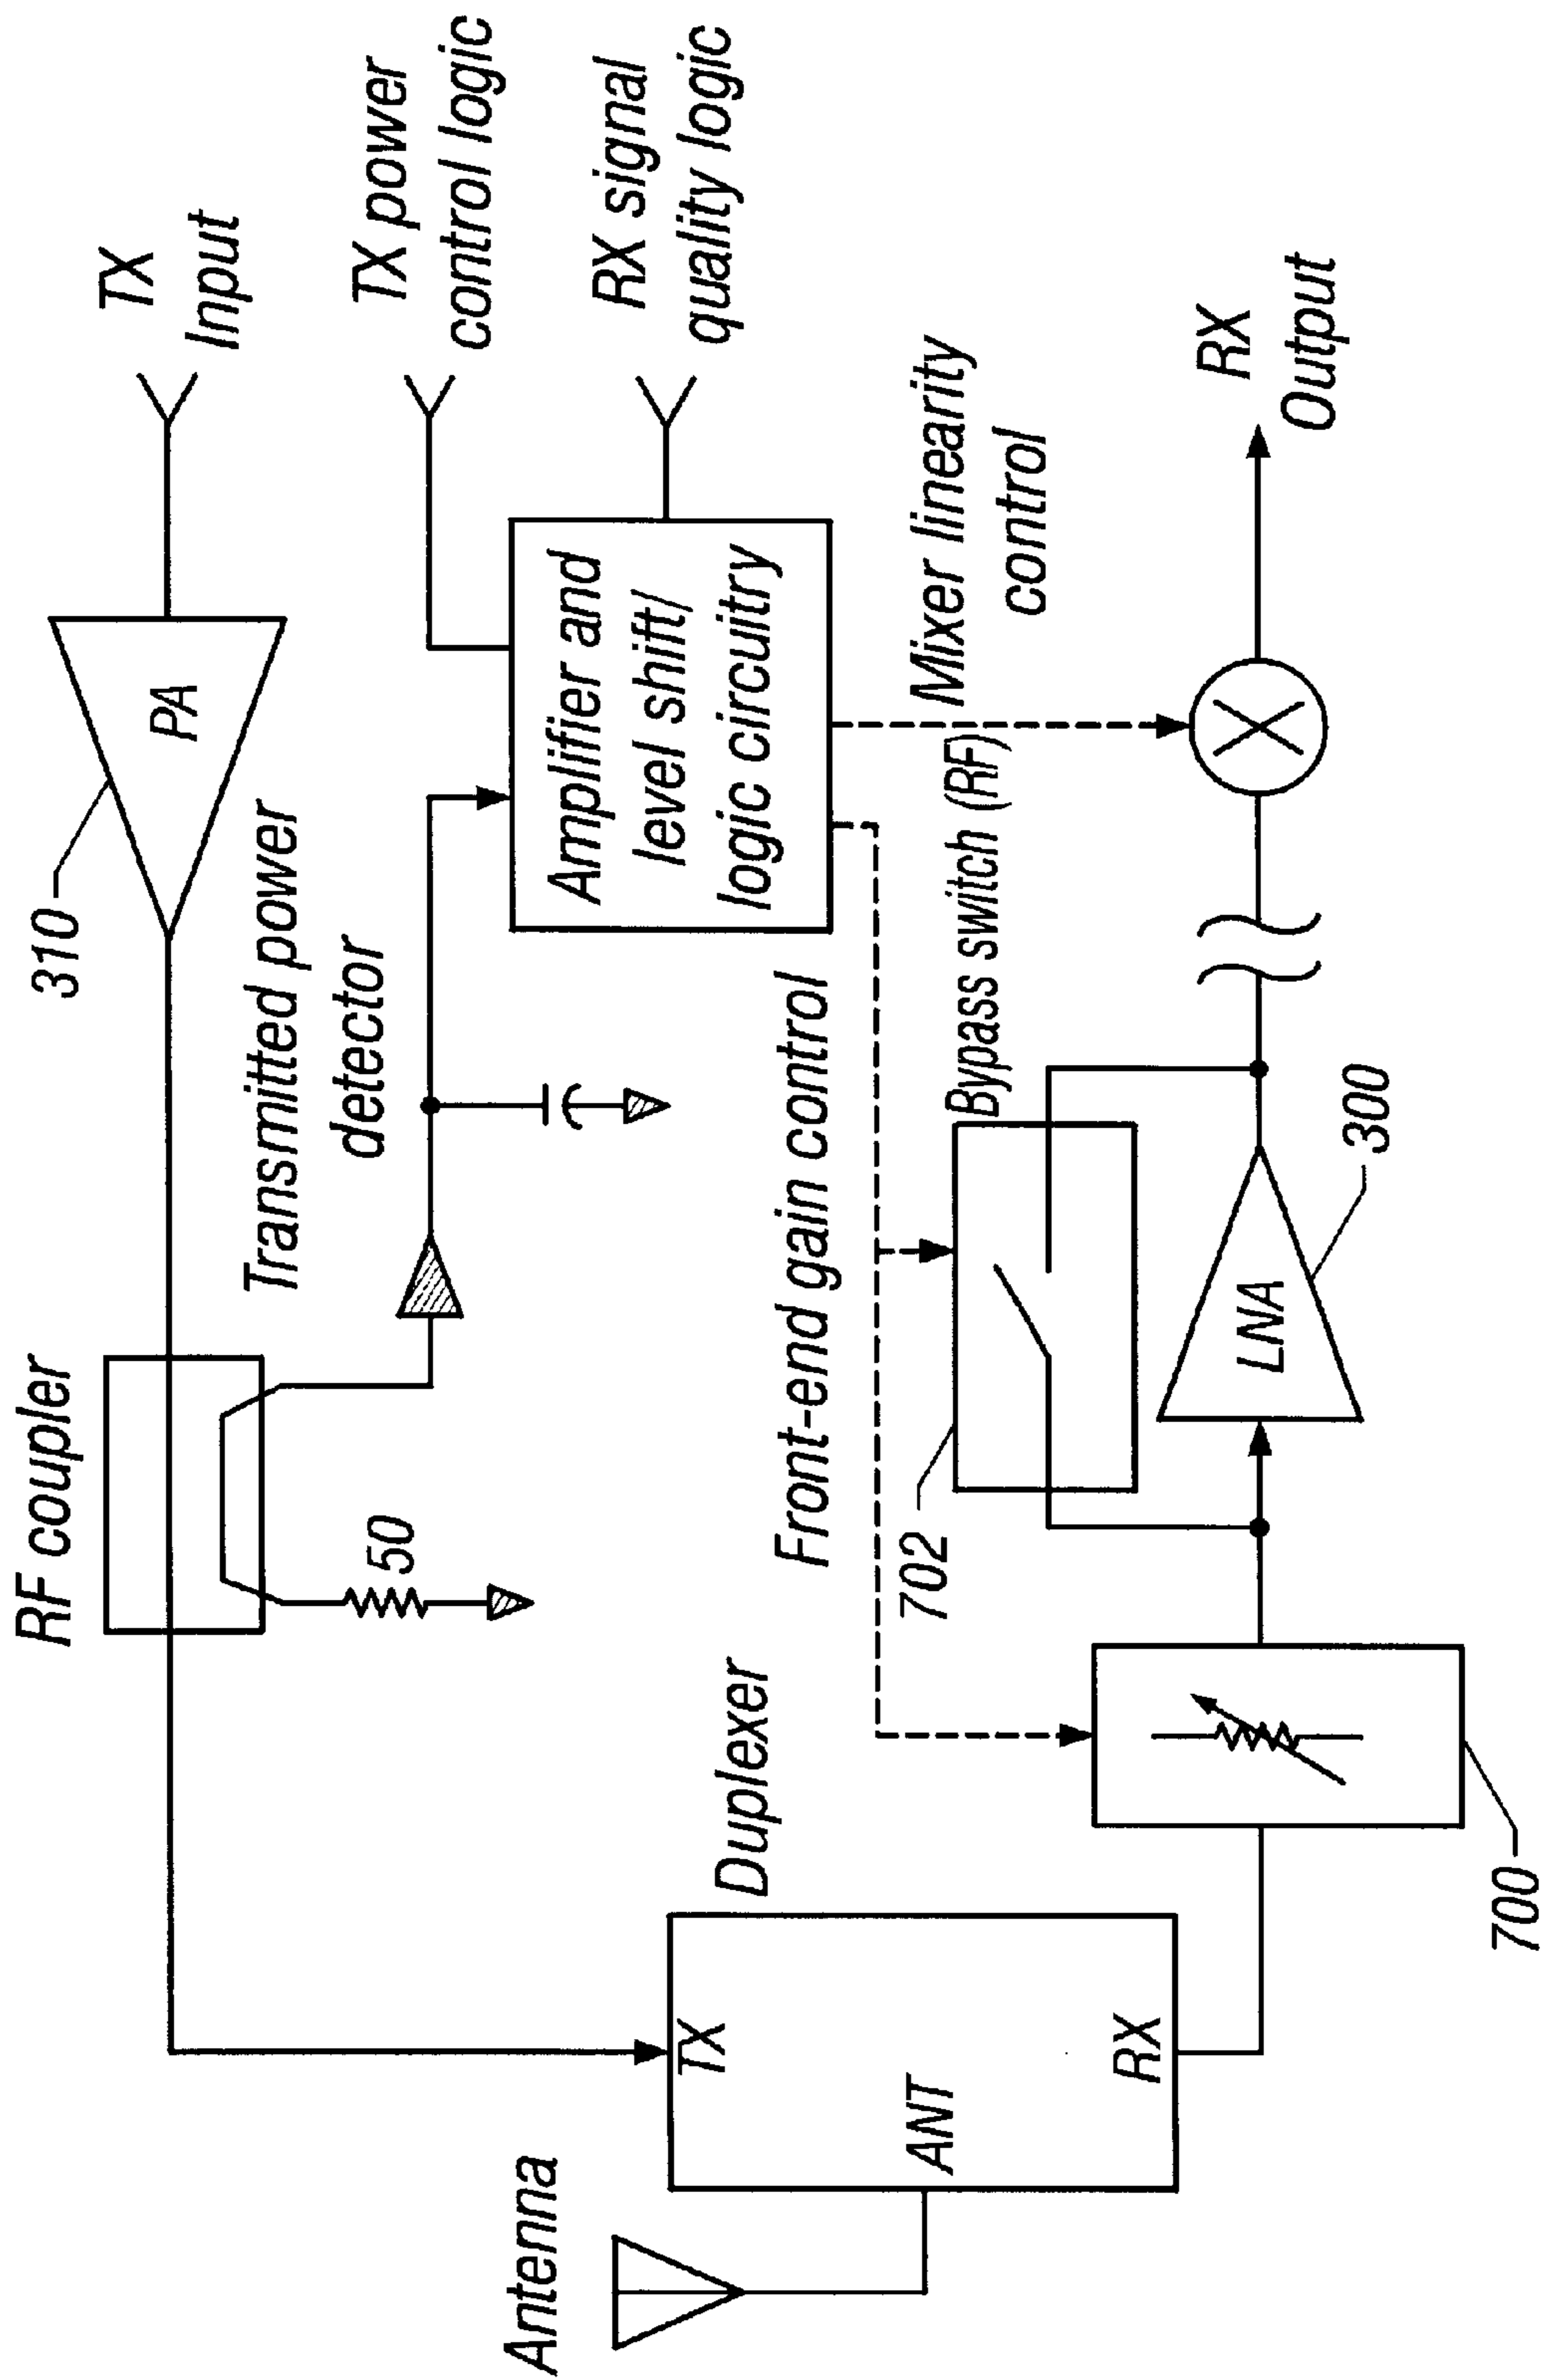 RF coupler
310
PA
TX
Input
Transmitted power
detector
TX power
control logic
50
Amplifier and
level shift/
logic circuitry
RX signal
quality logic
Antenna
Duplexer
TX
ANT
RX
Front-end gain control
Mixer linearity
control
702
Bypass switch (RF)
LNA
300
RX
Output
700